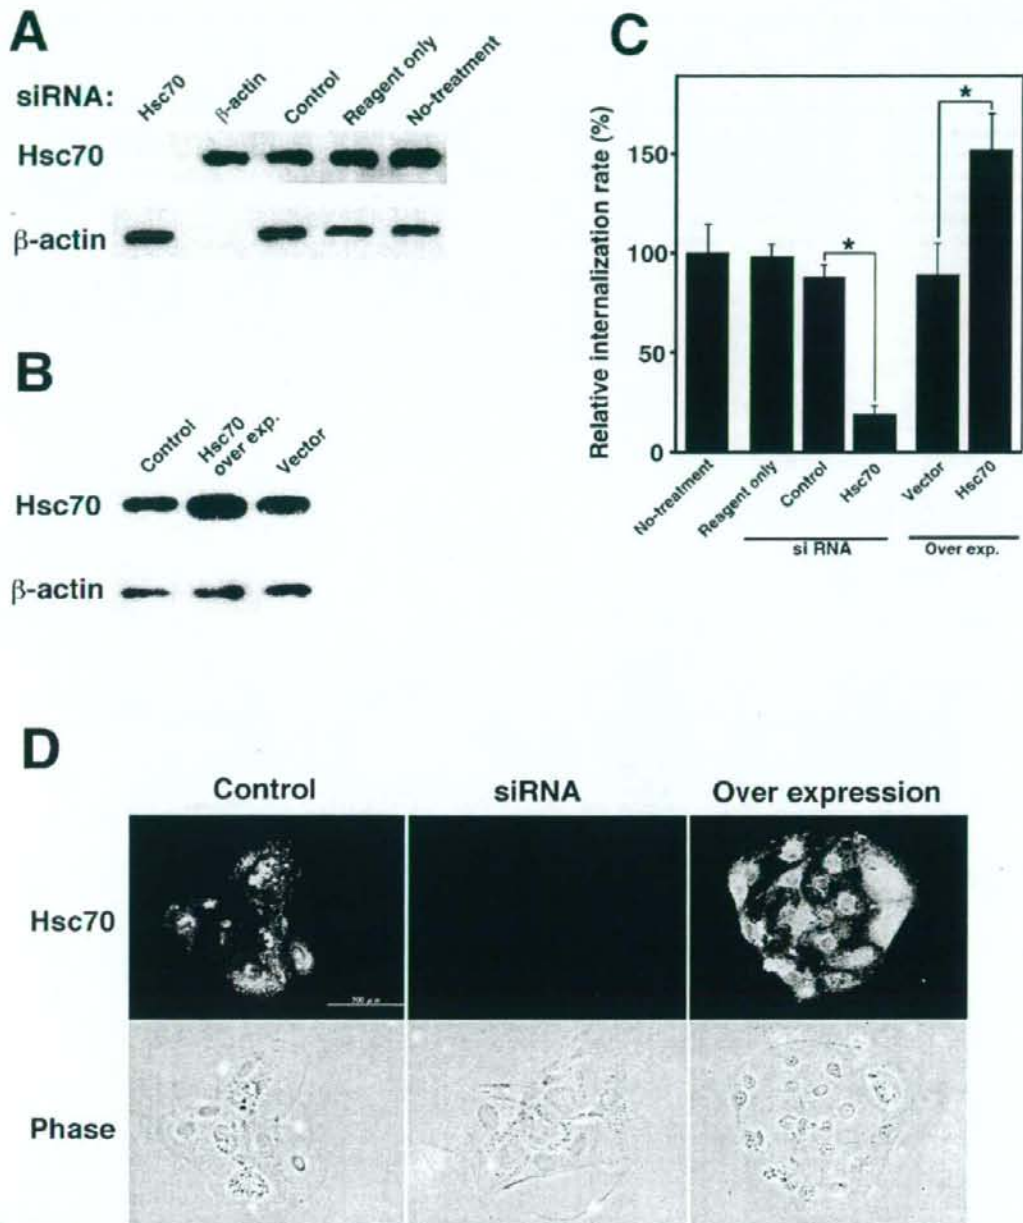 A
siRNA:
Hsc70
β-actin
Control
Reagent only
No-treatment
Hsc70
β-actin
B
Control
Hsc70
over exp.
Vector
Hsc70
β-actin
C
Relative internalization rate (%)
150
100
50
0
*
*
No-treatment
Reagent only
Control
Hsc70
Vector
Hsc70
si RNA
Over exp.
D
Control
siRNA
Over expression
Hsc70
Phase